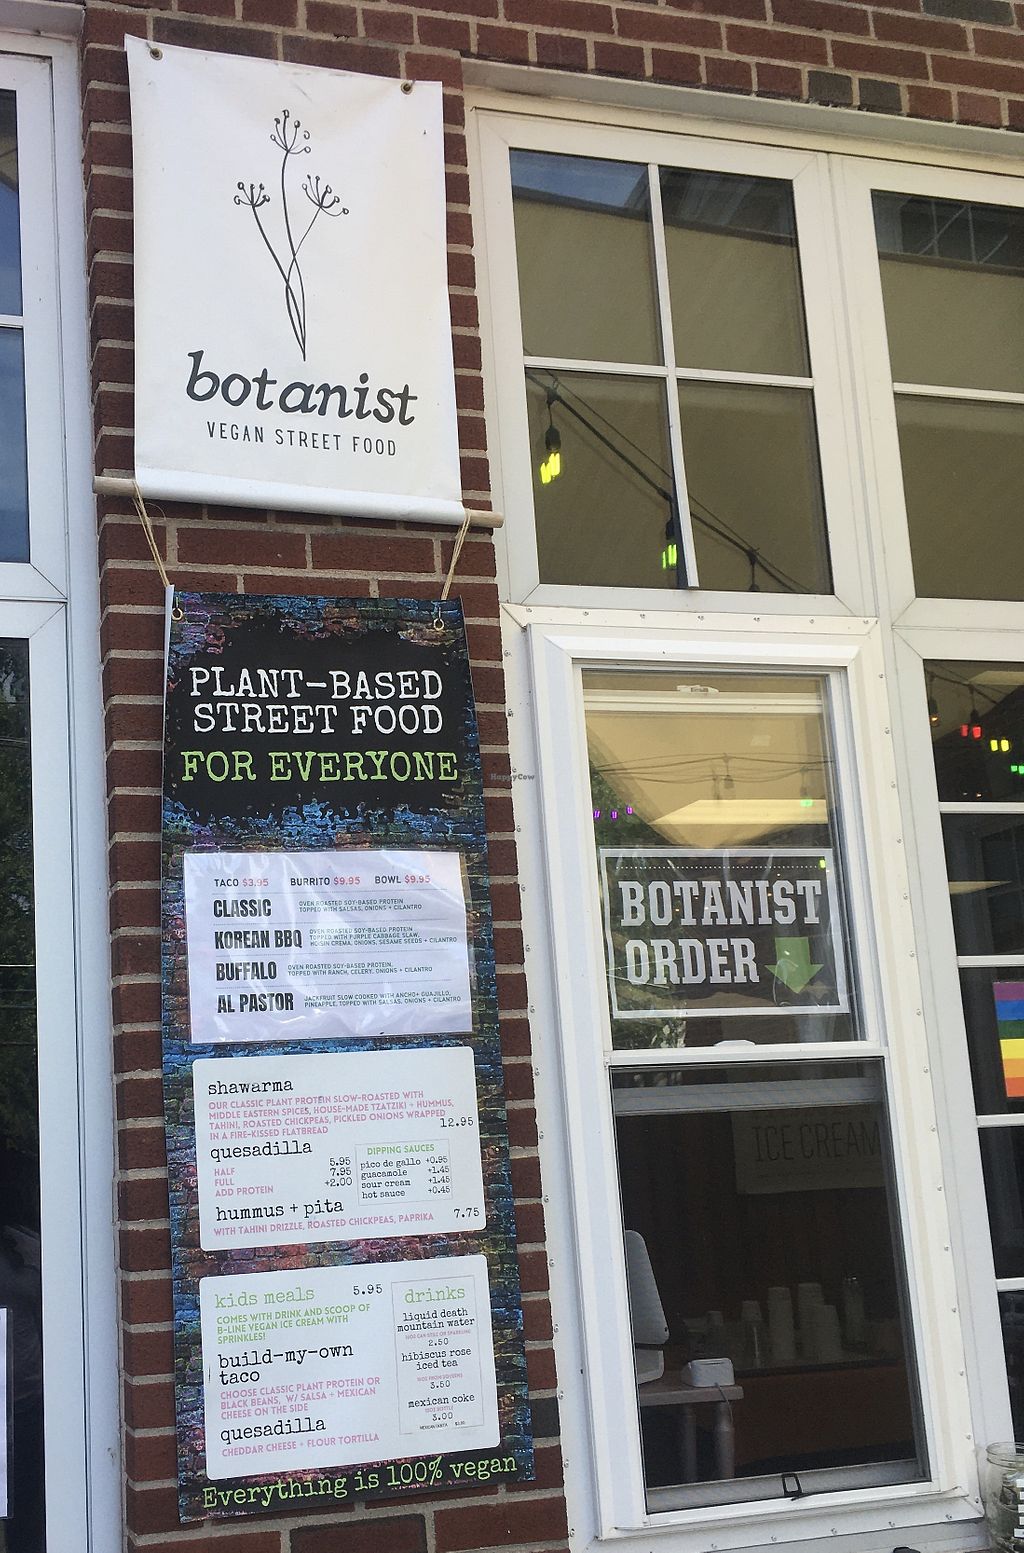 botanist
VEGAN STREET FOOD
PLANT-BASED
STREET FOOD
FOR EVERYONE
HappyCow
TACO $3.95 BURRITO $9.95 BOWL $9.95
CLASSIC
OVEN ROASTED SOY-BASED PROTEIN
TOPPED WITH SALSAS, ONIONS + CILANTRO
KOREAN BBQ
OVEN ROASTED SOY-BASED PROTEIN
TOPPED WITH PURPLE CABBAGE SLAW,
HOISIN CREMA, ONIONS, SESAME SEEDS + CILANTRO
BUFFALO
OVEN ROASTED SOY-BASED PROTEIN,
TOPPED WITH RANCH, CELERY, ONIONS + CILANTRO
AL PASTOR
JACKFRUIT SLOW COOKED WITH ANCHO+ GUAJILLO,
PINEAPPLE, TOPPED WITH SALSAS, ONIONS + CILANTRO
shawarma
OUR CLASSIC PLANT PROTEIN SLOW-ROASTED WITH
MIDDLE EASTERN SPICES, HOUSE-MADE TZATZIKI + HUMMUS,
TAHINI, ROASTED CHICKPEAS, PICKLED ONIONS WRAPPED
IN A FIRE-KISSED FLATBREAD 12.95
quesadilla
HALF 5.95
FULL 7.95
ADD PROTEIN +2.00
DIPPING SAUCES
pico de gallo +0.95
guacamole +1.45
sour cream +1.45
hot sauce +0.45
hummus + pita 7.75
WITH TAHINI DRIZZLE, ROASTED CHICKPEAS, PAPRIKA
kids meals 5.95
COMES WITH DRINK AND SCOOP OF
B-LINE VEGAN ICE CREAM WITH
SPRINKLES!
build-my-own
taco
CHOOSE CLASSIC PLANT PROTEIN OR
BLACK BEANS, W/ SALSA + MEXICAN
CHEESE ON THE SIDE
quesadilla
CHEDDAR CHEESE + FLOUR TORTILLA
drinks
liquid death
mountain water
2.50
hibiscus rose
iced tea
3.50
mexican coke
3.00
Everything is 100% vegan
BOTANIST
ORDER
ICE CREAM